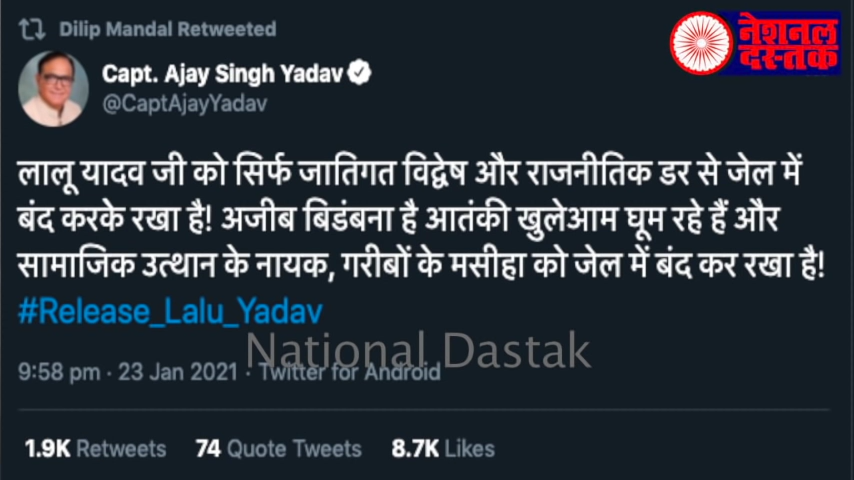 Dilip Mandal Retweeted
नेशनल
दस्तक
Capt. Ajay Singh Yadav
@CaptAjayYadav
लालू यादव जी को सिर्फ जातिगत विद्वेष और राजनीतिक डर से जेल में
बंद करके रखा है! अजीब बिडंबना है आतंकी खुलेआम घूम रहे हैं और
सामाजिक उत्थान के नायक, गरीबों के मसीहा को जेल में बंद कर रखा है!
#Release_Lalu_Yadav
National Dastak
9:58 pm · 23 Jan 2021 · Twitter for Android
1.9K Retweets 74 Quote Tweets 8.7K Likes